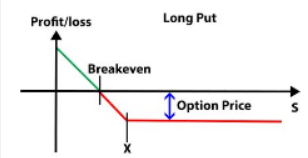 Profit/loss
Long Put
Breakeven
Option Price
S
X